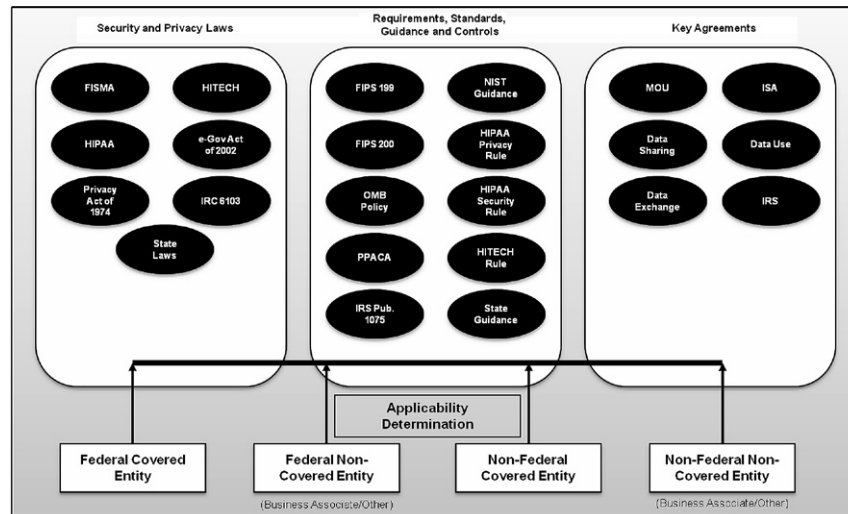 Security and Privacy Laws
Requirements, Standards,
Guidance and Controls
Key Agreements
FISMA
HITECH
HIPAA
e-Gov Act
of 2002
Privacy
Act of
1974
IRC 6103
State
Laws
FIPS 199
NIST
Guidance
FIPS 200
HIPAA
Privacy
Rule
OMB
Policy
HIPAA
Security
Rule
PPACA
HITECH
Rule
IRS Pub.
1075
State
Guidance
MOU
ISA
Data
Sharing
Data Use
Data
Exchange
IRS
Applicability
Determination
Federal Covered
Entity
Federal Non-
Covered Entity
(Business Associate/Other)
Non-Federal
Covered Entity
Non-Federal Non-
Covered Entity
(Business Associate/Other)